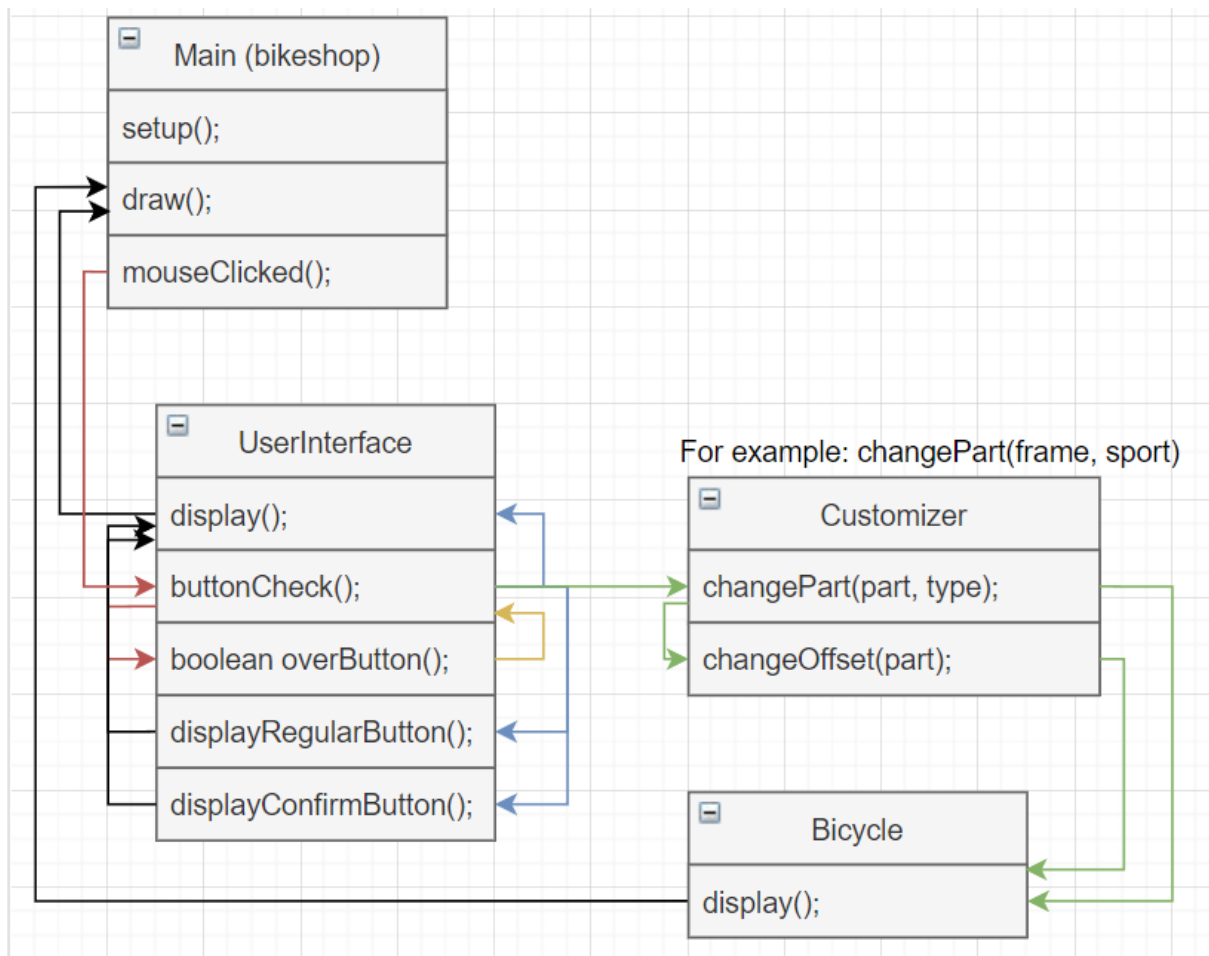 Main (bikeshop)
setup();
draw();
mouseClicked();
UserInterface
display();
buttonCheck();
boolean overButton();
displayRegularButton();
displayConfirmButton();
For example: changePart(frame, sport)
Customizer
changePart(part, type);
changeOffset(part);
Bicycle
display();